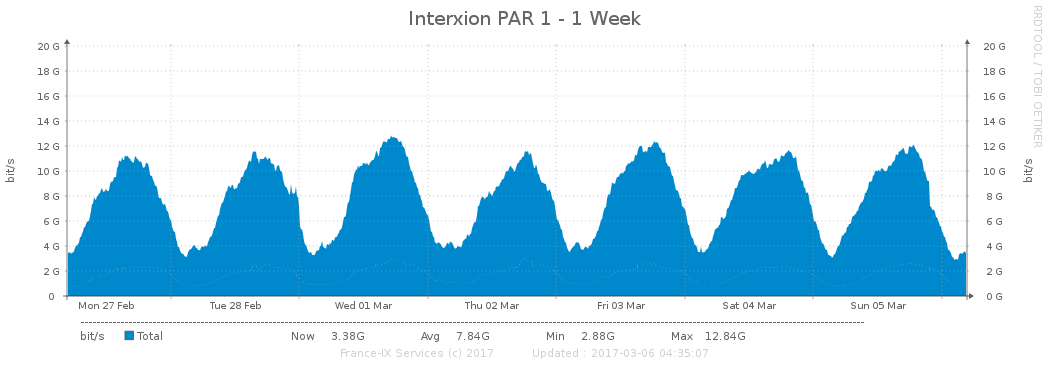 Interxion PAR 1 - 1 Week
RRDTOOL / TOBI OETIKER
bit/s
20 G 20 G
18 G 18 G
16 G 16 G
14 G 14 G
12 G 12 G
10 G 10 G
8 G 8 G
6 G 6 G
4 G 4 G
2 G 2 G
0 0 G
bit/s
Mon 27 Feb Tue 28 Feb Wed 01 Mar Thu 02 Mar Fri 03 Mar Sat 04 Mar Sun 05 Mar
bit/s Total Now 3.38G Avg 7.84G Min 2.88G Max 12.84G
France-IX Services (c) 2017 Updated : 2017-03-06 04:35:07